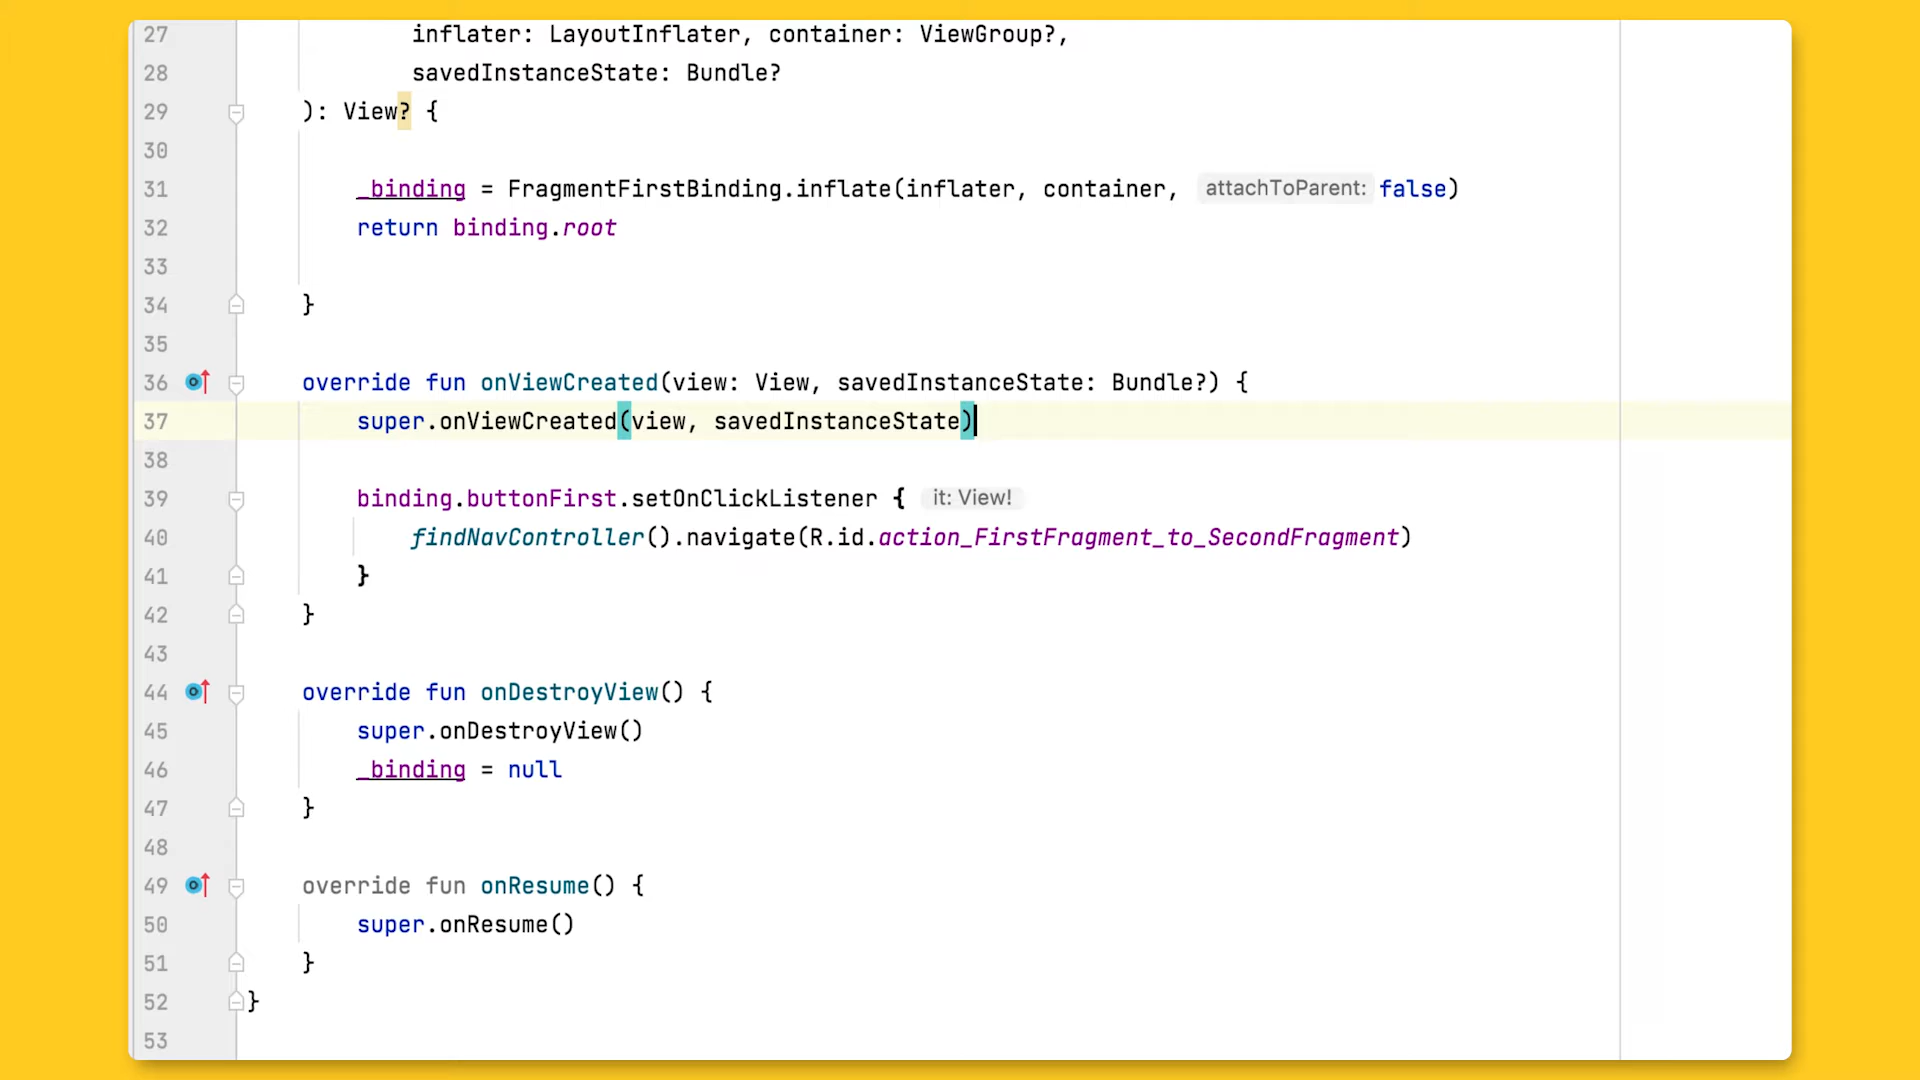 27 inflater: LayoutInflater, container: ViewGroup?,
28 savedInstanceState: Bundle?
29 ): View? {
30
31 _binding = FragmentFirstBinding.inflate(inflater, container, attachToParent: false)
32 return binding.root
33
34 }
35
36 override fun onViewCreated(view: View, savedInstanceState: Bundle?) {
37 super.onViewCreated(view, savedInstanceState)
38
39 binding.buttonFirst.setOnClickListener { it: View!
40 findNavController().navigate(R.id.action_FirstFragment_to_SecondFragment)
41 }
42 }
43
44 override fun onDestroyView() {
45 super.onDestroyView()
46 _binding = null
47 }
48
49 override fun onResume() {
50 super.onResume()
51 }
52 }
53